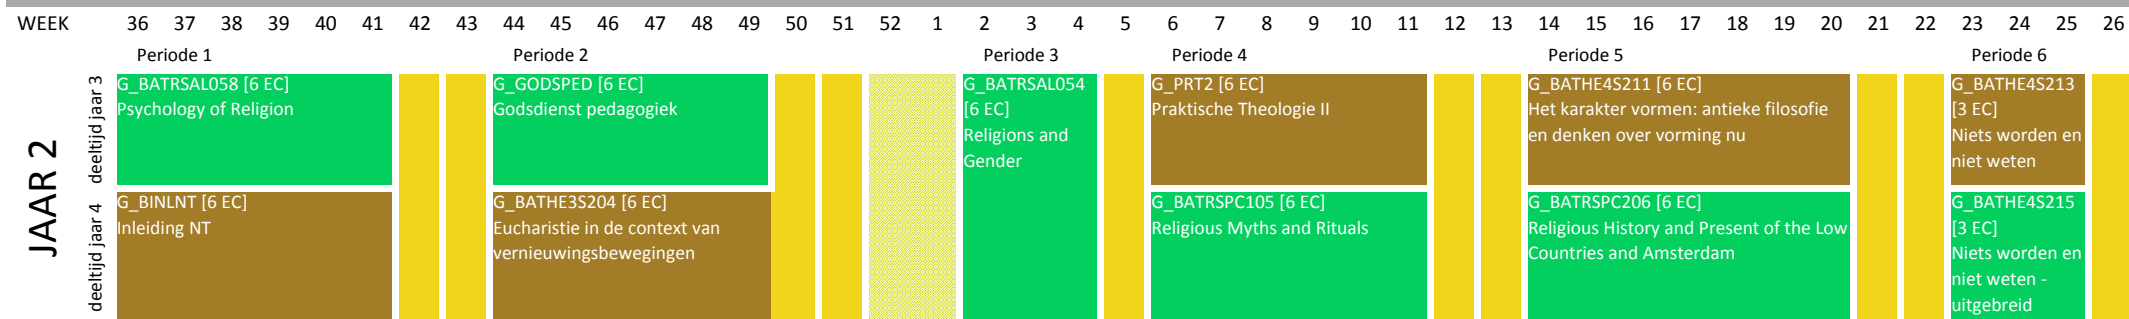 WEEK 36 37 38 39 40 41 42 43 44 45 46 47 48 49 50 51 52 1 2 3 4 5 6 7 8 9 10 11 12 13 14 15 16 17 18 19 20 21 22 23 24 25 26
Periode 1 Periode 2 Periode 3 Periode 4 Periode 5 Periode 6
JAAR 2
deeltijd jaar 3
G_BATRSAL058 [6 EC]
Psychology of Religion
G_GODSPED [6 EC]
Godsdienst pedagogiek
G_BATRSAL054
[6 EC]
Religions and
Gender
G_PRT2 [6 EC]
Praktische Theologie II
G_BATHE4S211 [6 EC]
Het karakter vormen: antieke filosofie
en denken over vorming nu
G_BATHE4S213
[3 EC]
Niets worden en
niet weten
deeltijd jaar 4
G_BINLNT [6 EC]
Inleiding NT
G_BATHE3S204 [6 EC]
Eucharistie in de context van
vernieuwingsbewegingen
G_BATRSPC105 [6 EC]
Religious Myths and Rituals
G_BATRSPC206 [6 EC]
Religious History and Present of the Low
Countries and Amsterdam
G_BATHE4S215
[3 EC]
Niets worden en
niet weten -
uitgebreid